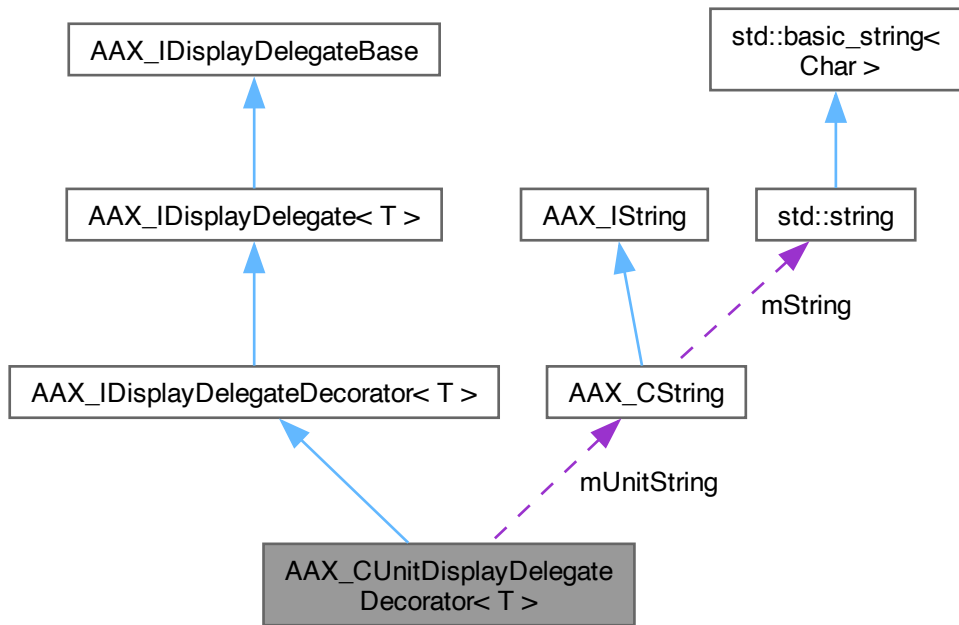 AAX_IDisplayDelegateBase
std::basic_string<
Char >
AAX_IDisplayDelegate< T >
AAX_IString
std::string
mString
AAX_IDisplayDelegateDecorator< T >
AAX_CString
mUnitString
AAX_CUnitDisplayDelegate
Decorator< T >